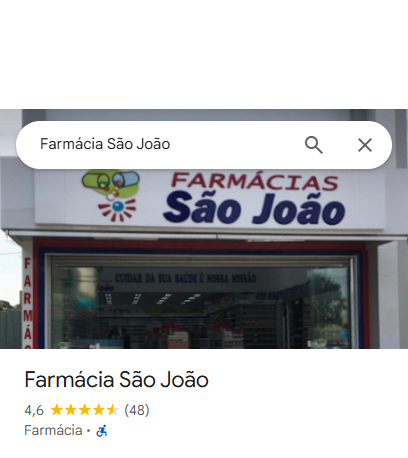 Farmácia São João
FARMÁCIAS
São João
CUIDAR DA SUA SAÚDE É NOSSA MISSÃO
FARMÁC
Farmácia São João
4,6 (48)
Farmácia ·